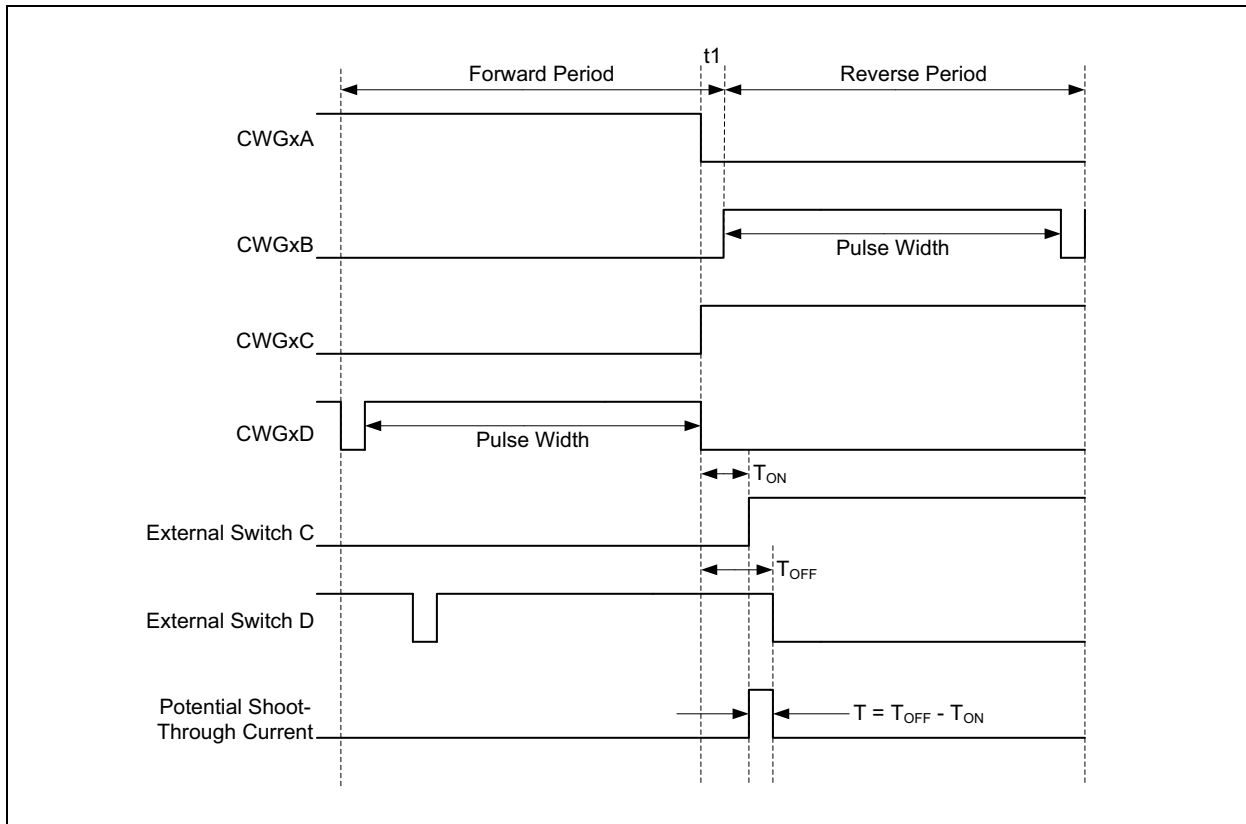 t1
Forward Period
Reverse Period
CWGxA
CWGxB
Pulse Width
CWGxC
CWGxD
Pulse Width
TON
External Switch C
TOFF
External Switch D
Potential Shoot-
Through Current
T = TOFF - TON